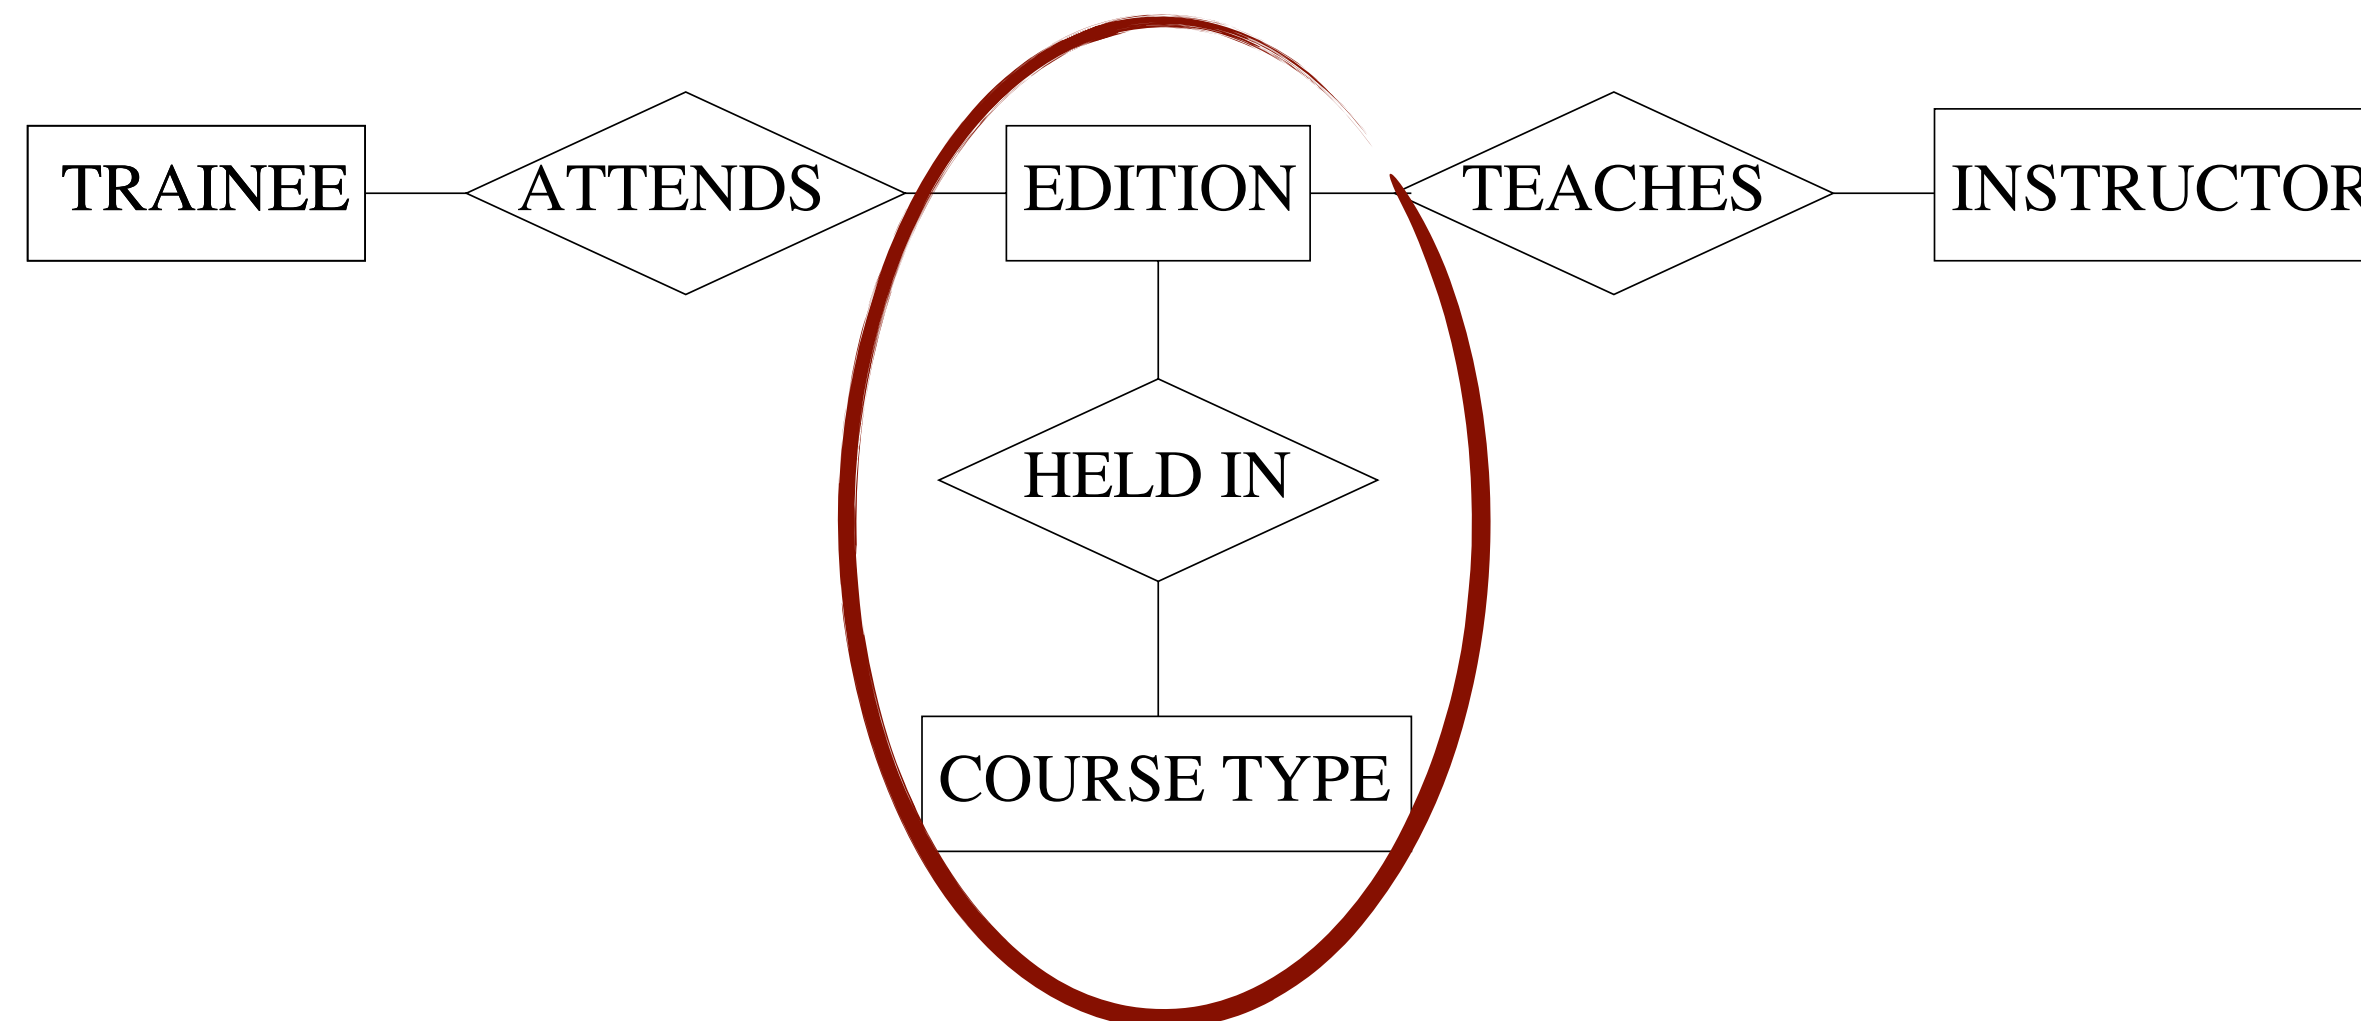 TRAINEE ATTENDS EDITION TEACHES INSTRUCTOR
HELD IN
COURSE TYPE